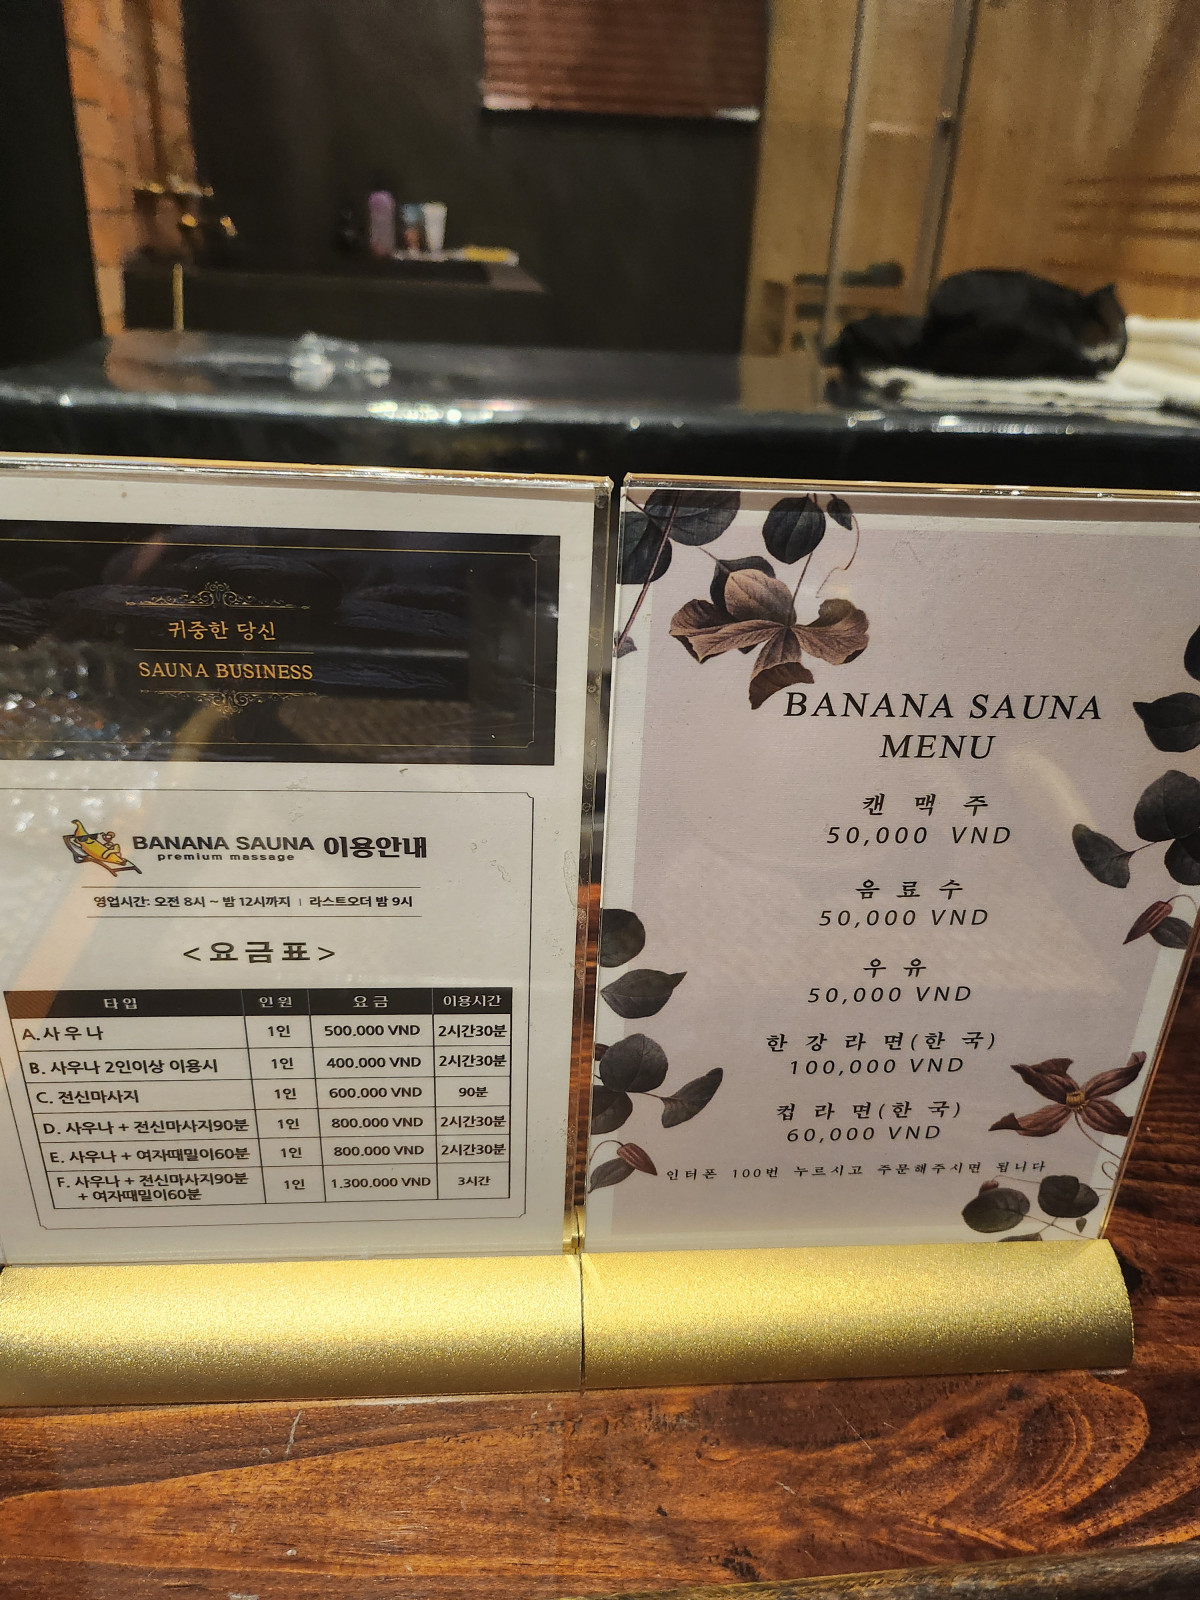 귀중한 당신
SAUNA BUSINESS
BANANA SAUNA 이용안내
premium massage
영업시간: 오전 8시 ~ 밤 12시까지 | 라스트오더 밤 9시
<요금표>
타입 인원 요금 이용시간
A.사우나 1인 500.000 VND 2시간30분
B. 사우나 2인이상 이용시 1인 400.000 VND 2시간30분
C. 전신마사지 1인 600.000 VND 90분
D. 사우나 + 전신마사지90분 1인 800.000 VND 2시간30분
E. 사우나 + 여자때밀이60분 1인 800.000 VND 2시간30분
F. 사우나 + 전신마사지90분
+ 여자때밀이60분 1인 1.300.000 VND 3시간
BANANA SAUNA
MENU
캔 맥 주
50,000 VND
음 료 수
50,000 VND
우 유
50,000 VND
한 강 라 면(한 국)
100,000 VND
컵 라 면(한 국)
60,000 VND
인터폰 100번 누르시고 주문해주시면 됩니다